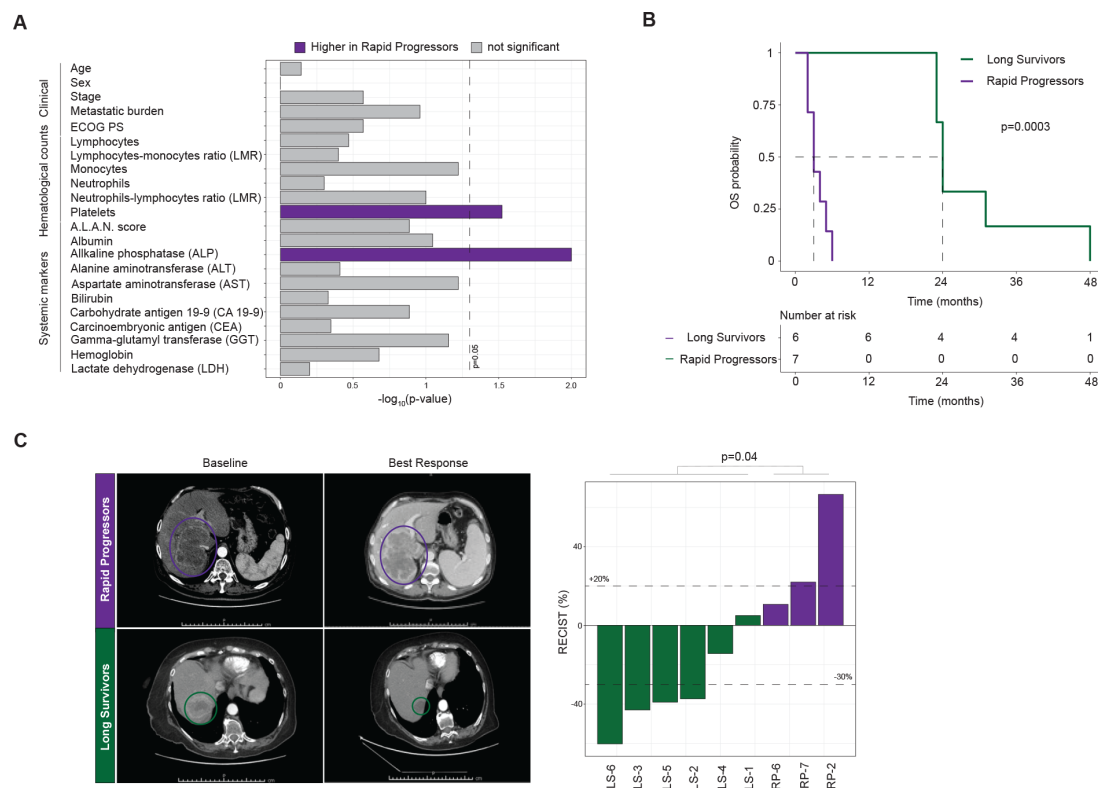 A
Higher in Rapid Progressors
not significant
Clinical
Hematological counts
Systemic markers
Age
Sex
Stage
Metastatic burden
ECOG PS
Lymphocytes
Lymphocytes-monocytes ratio (LMR)
Monocytes
Neutrophils
Neutrophils-lymphocytes ratio (LMR)
Platelets
A.L.A.N. score
Albumin
Allkaline phosphatase (ALP)
Alanine aminotransferase (ALT)
Aspartate aminotransferase (AST)
Bilirubin
Carbohydrate antigen 19-9 (CA 19-9)
Carcinoembryonic antigen (CEA)
Gamma-glutamyl transferase (GGT)
Hemoglobin
Lactate dehydrogenase (LDH)
p=0.05
0 0.5 1 1.5 2.0
-log10(p-value)
B
Long Survivors
Rapid Progressors
p=0.0003
OS probability
1
0.75
0.5
0.25
0
0 12 24 36 48
Time (months)
Number at risk
Long Survivors 6 6 4 4 1
Rapid Progressors 7 0 0 0 0
0 12 24 36 48
Time (months)
C
Baseline
Best Response
Rapid Progressors
Long Survivors
p=0.04
RECIST (%)
40
0
-40
+20%
-30%
LS-6 LS-3 LS-5 LS-2 LS-4 LS-1 RP-6 RP-7 RP-2